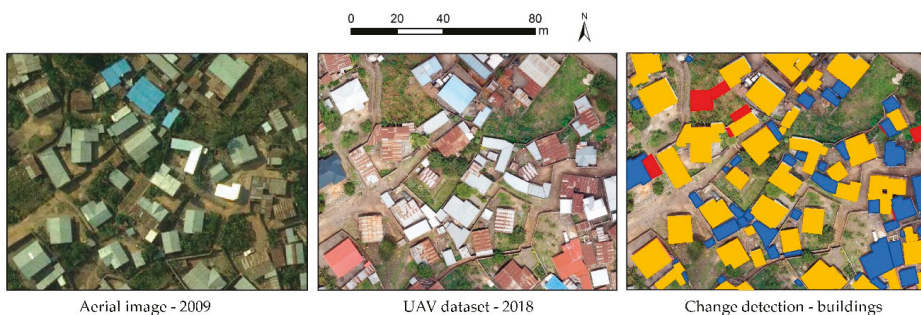 0 20 40 80
m
N
Aerial image - 2009
UAV dataset - 2018
Change detection - buildings